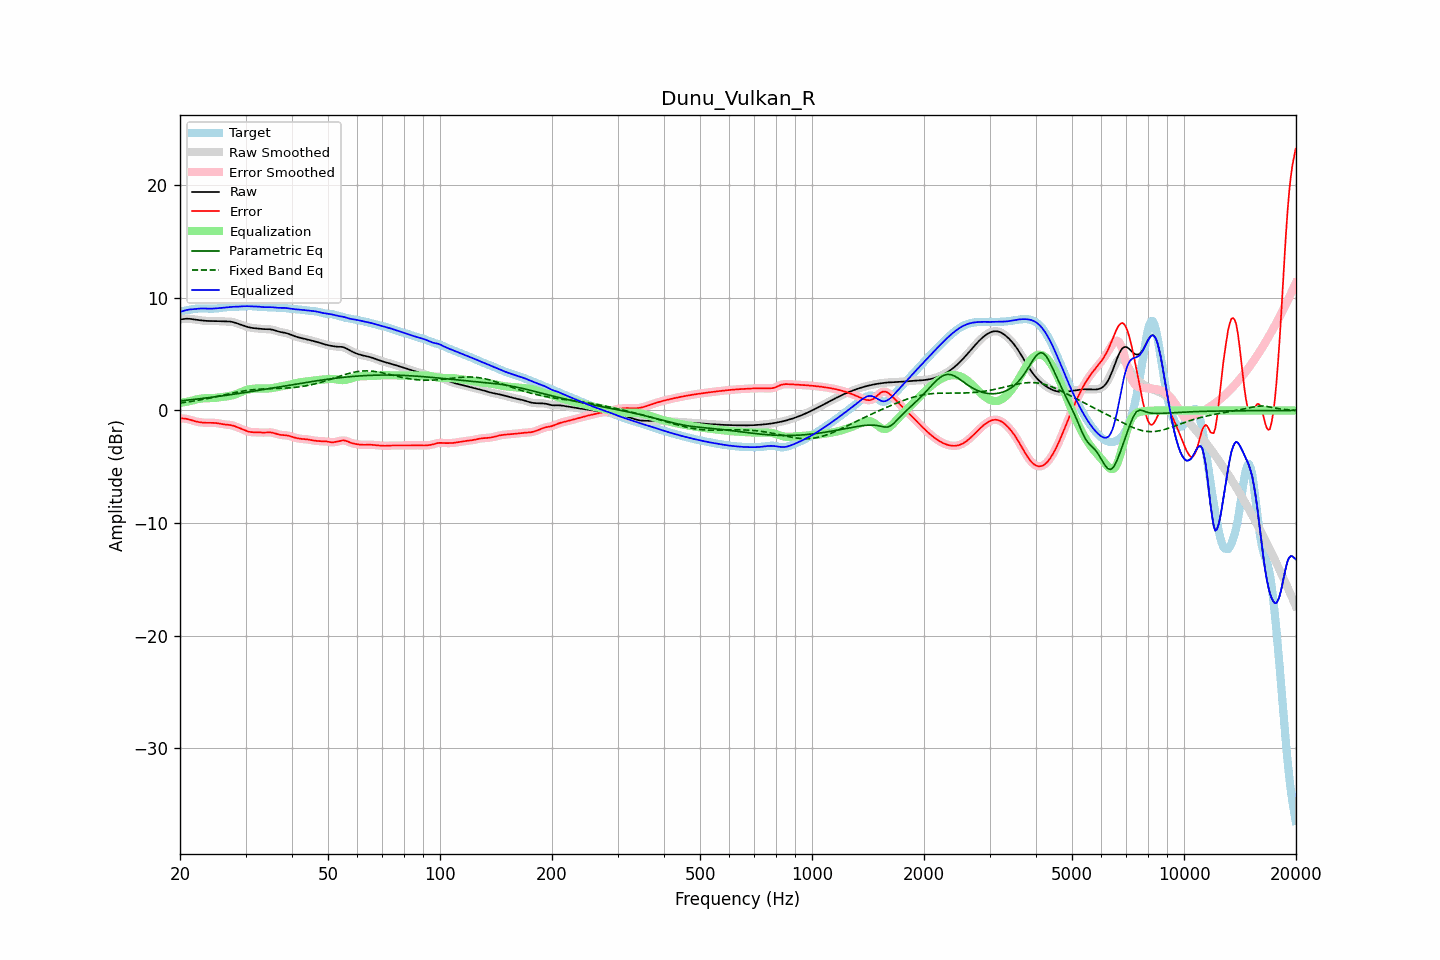 Dunu_Vulkan_R
Target
Raw Smoothed
Error Smoothed
Raw
Error
Equalization
Parametric Eq
Fixed Band Eq
Equalized
20
10
0
−10
−20
−30
Amplitude (dBr)
20 50 100 200 500 1000 2000 5000 10000 20000
Frequency (Hz)